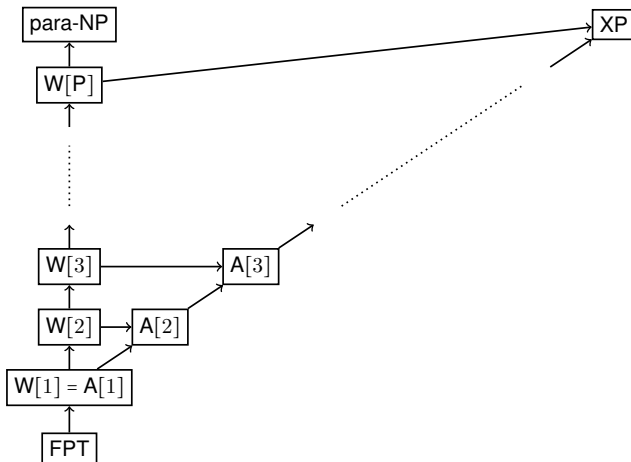 para-NP
XP
W[P]
W[3]
A[3]
W[2]
A[2]
W[1] = A[1]
FPT